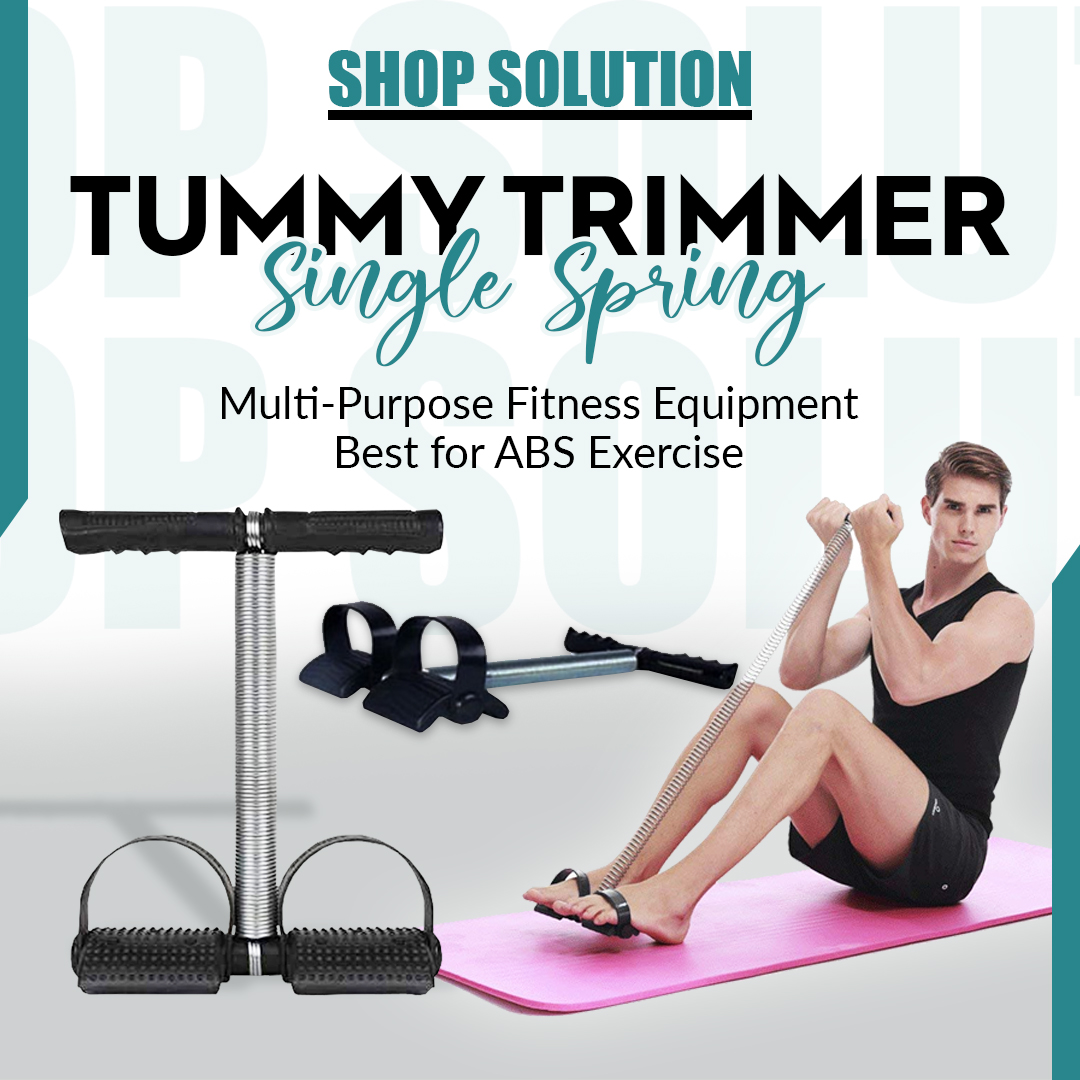 SHOP SOLUTION
TUMMY TRIMMER
Single Spring
Multi-Purpose Fitness Equipment
Best for ABS Exercise